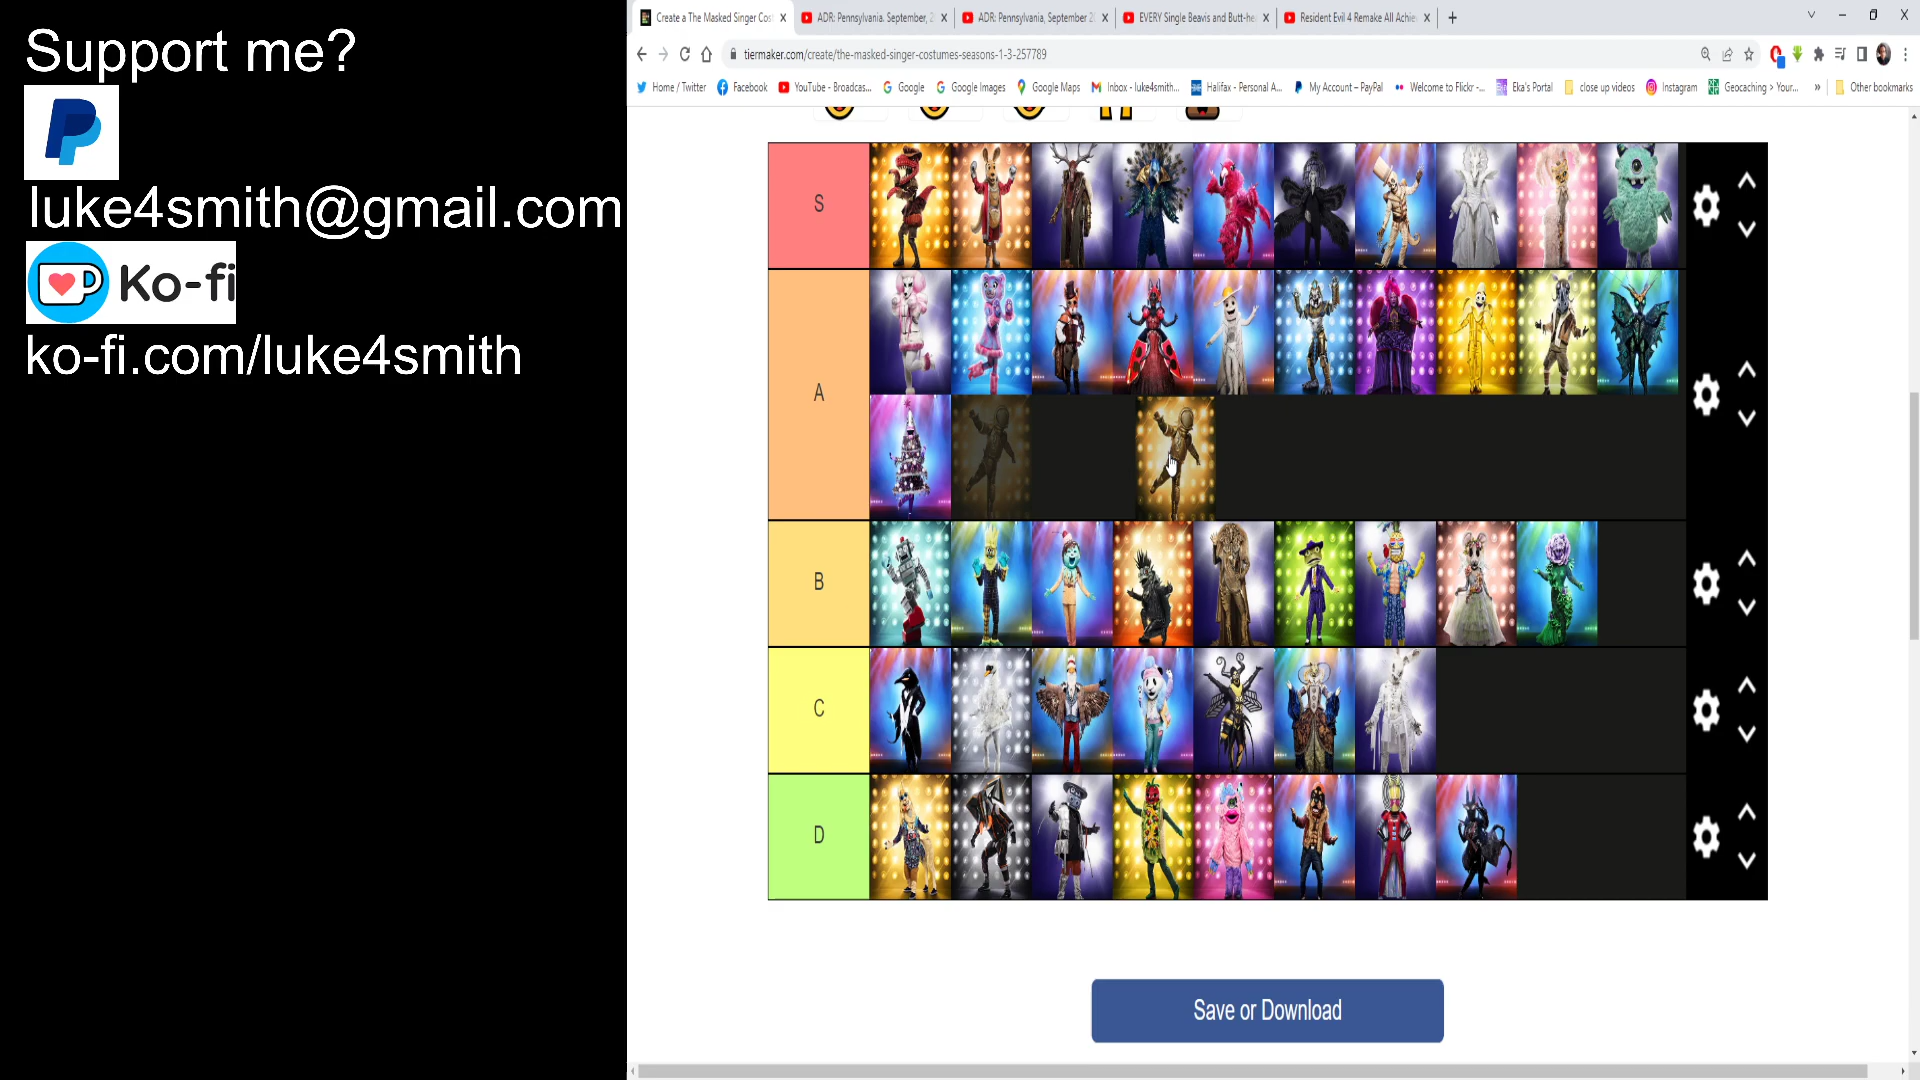 Support me?
luke4smith@gmail.com
Ko-fi
ko-fi.com/luke4smith
Create a The Masked Singer Cos
ADR: Pennsylvania. September, 2
ADR: Pennsylvania, September 2
EVERY Single Beavis and Butt-he
Resident Evil 4 Remake All Achie
tiermaker.com/create/the-masked-singer-costumes-seasons-1-3-257789
Home / Twitter
Facebook
YouTube - Broadcas...
Google
Google Images
Google Maps
Inbox - luke4smith...
Halifax - Personal A...
My Account – PayPal
Welcome to Flickr -...
Eka's Portal
close up videos
Instagram
Geocaching > Your...
»
Other bookmarks
S
A
B
C
D
Save or Download